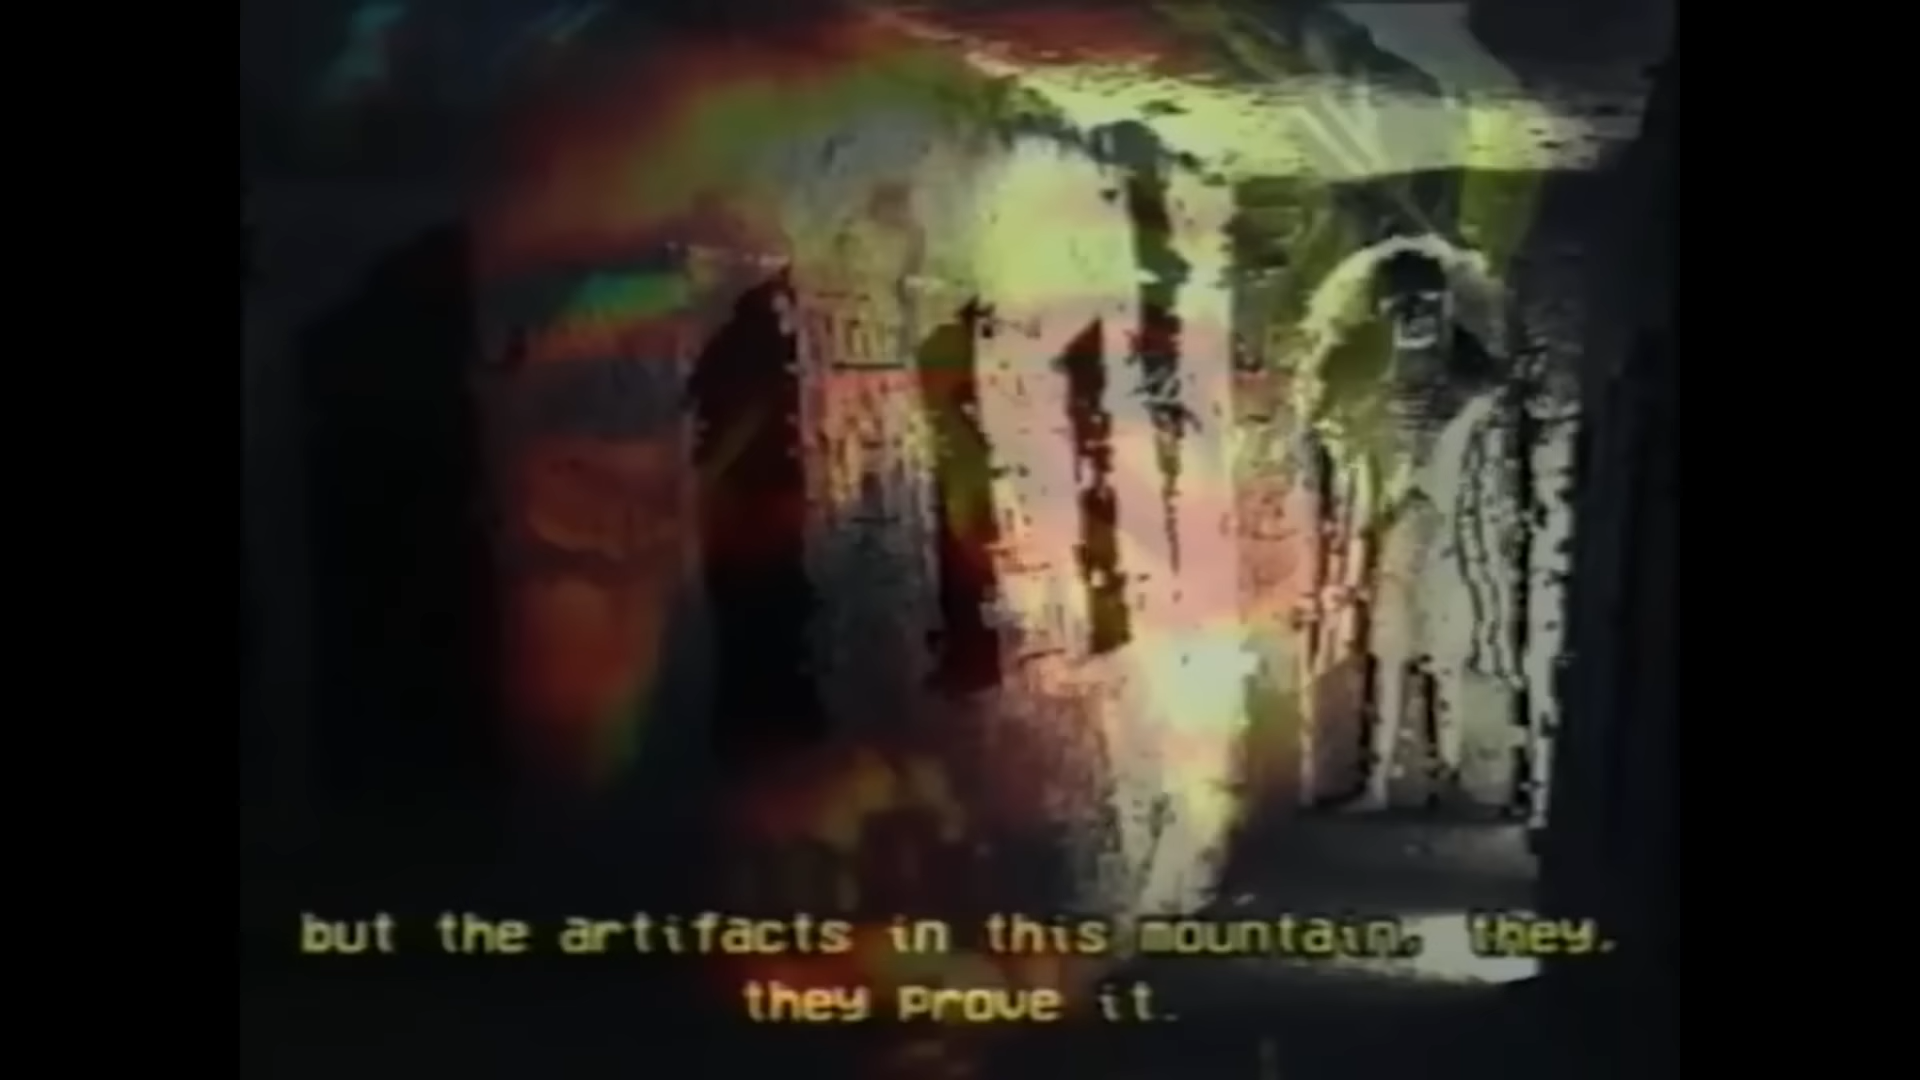 but the artifacts in this mountain, they,
they prove it.